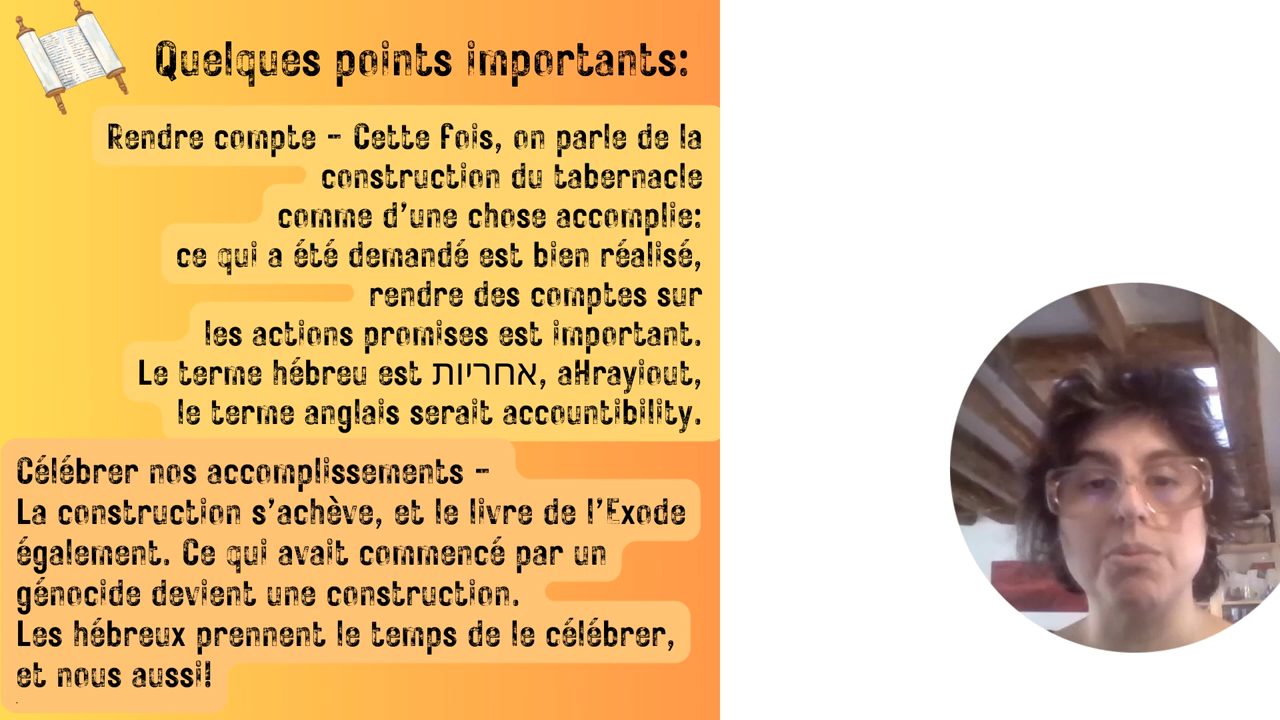 Quelques points importants:
Rendre compte - Cette fois, on parle de la
construction du tabernacle
comme d'une chose accomplie:
ce qui a été demandé est bien réalisé,
rendre des comptes sur
les actions promises est important.
Le terme hébreu est אחריות, aHrayiout,
le terme anglais serait accountibility.
Célébrer nos accomplissements -
La construction s'achève, et le livre de l'Exode
également. Ce qui avait commencé par un
génocide devient une construction.
Les hébreux prennent le temps de le célébrer,
et nous aussi!
.